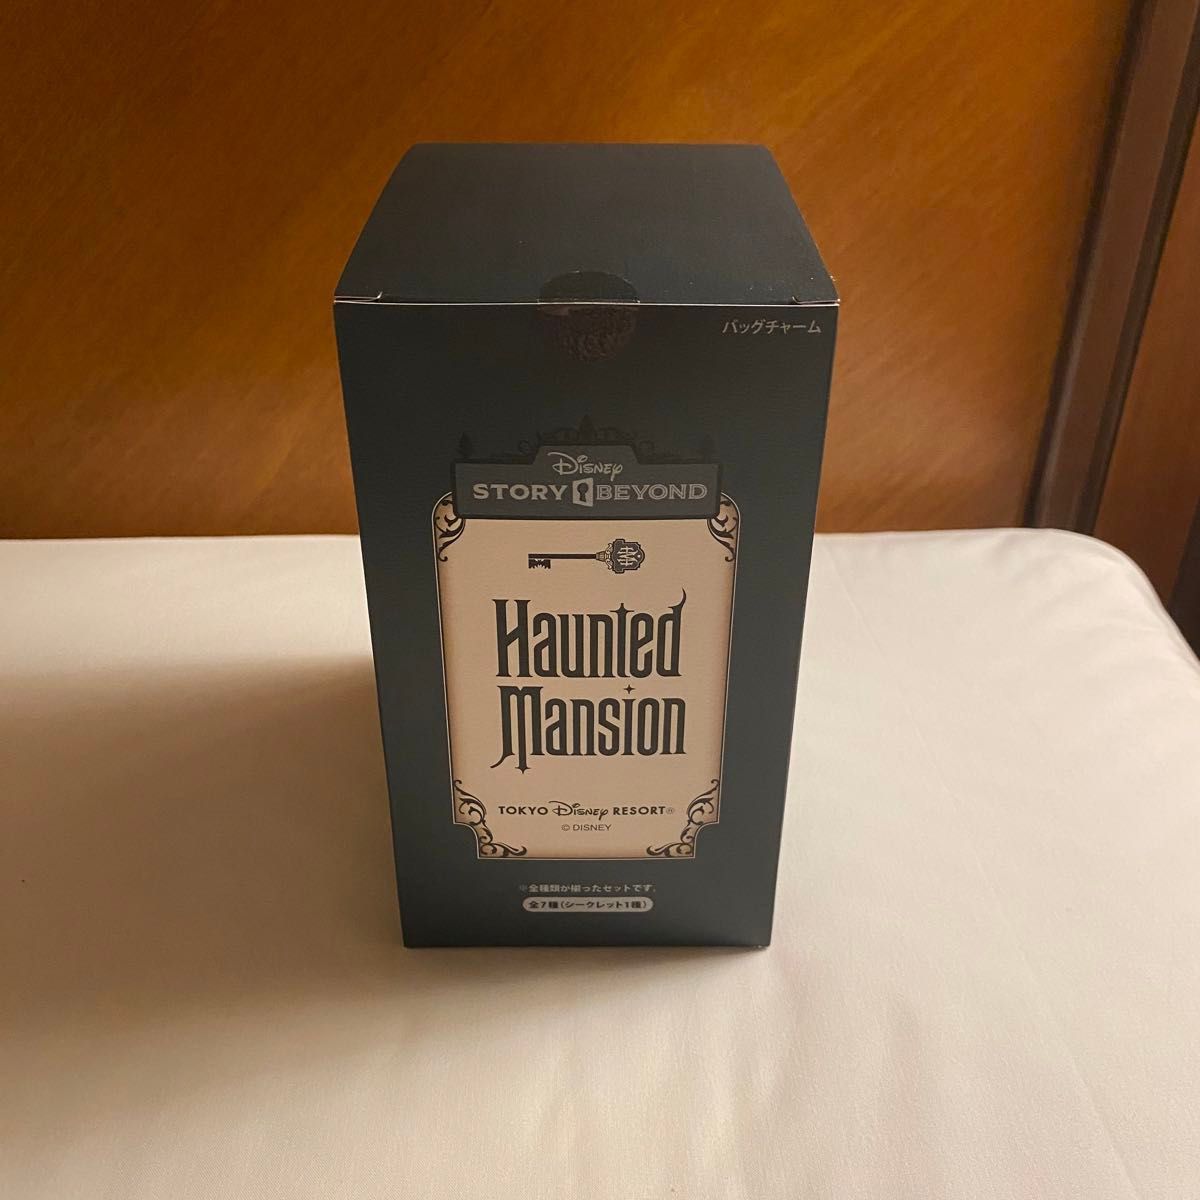 バッグチャーム
Disney
STORY BEYOND
Haunted
Mansion
TOKYO Disney RESORT®
© DISNEY
※全種類が揃ったセットです。
全7種(シークレット1種)